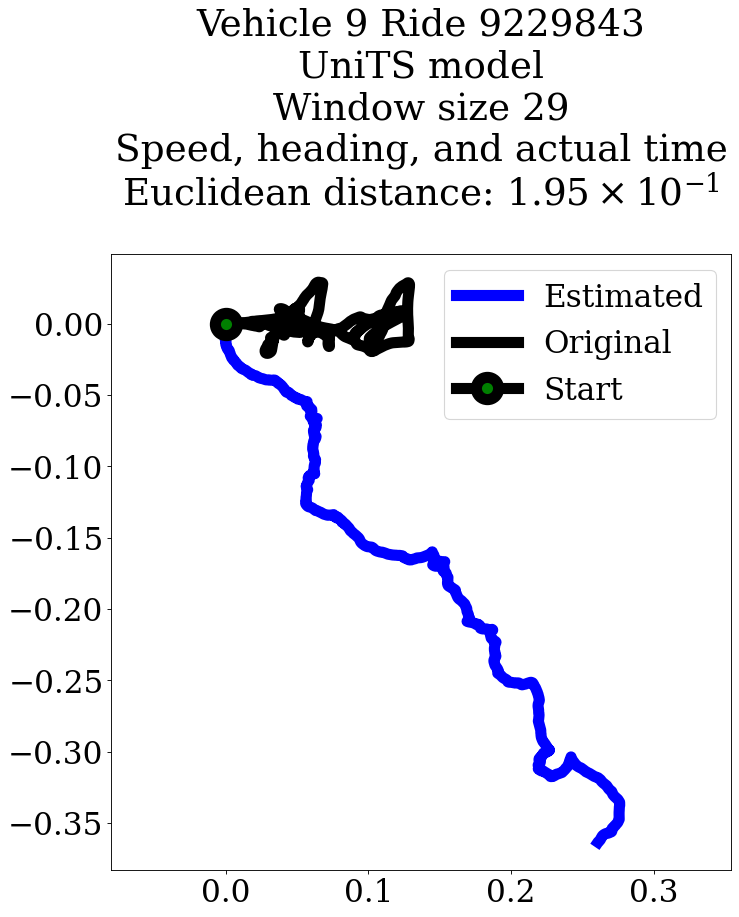 Vehicle 9 Ride 9229843
UniTS model
Window size 29
Speed, heading, and actual time
Euclidean distance: 1.95 × 10⁻¹
Estimated
Original
Start
0.00
−0.05
−0.10
−0.15
−0.20
−0.25
−0.30
−0.35
0.0 0.1 0.2 0.3